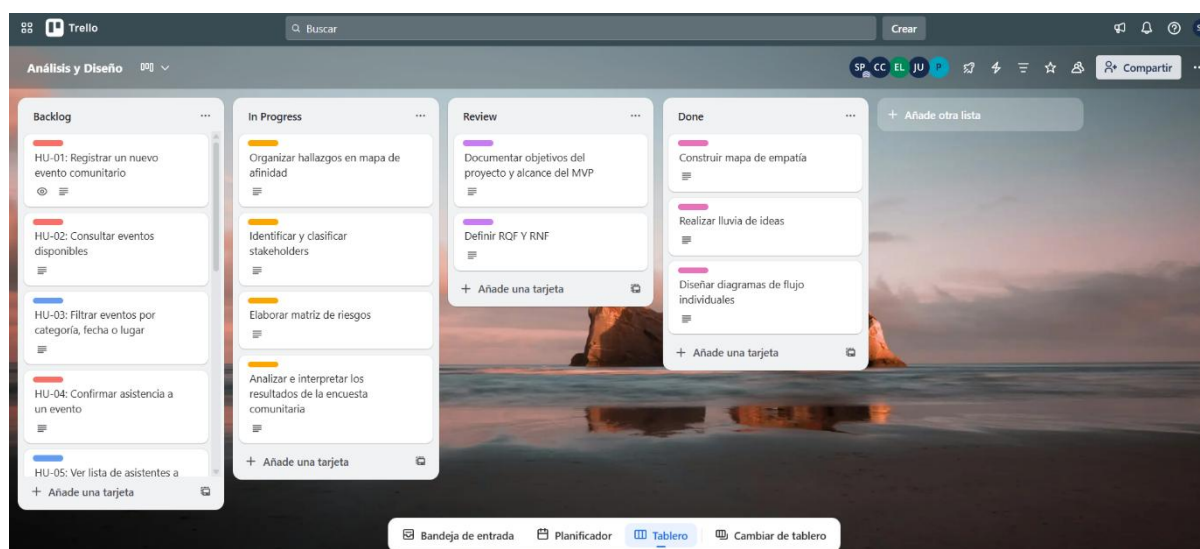 Trello
Buscar
Crear
Análisis y Diseño
SP
CC
EL
JU
P
Compartir
Backlog
HU-01: Registrar un nuevo
evento comunitario
HU-02: Consultar eventos
disponibles
HU-03: Filtrar eventos por
categoría, fecha o lugar
HU-04: Confirmar asistencia a
un evento
HU-05: Ver lista de asistentes a
+ Añade una tarjeta
In Progress
Organizar hallazgos en mapa de
afinidad
Identificar y clasificar
stakeholders
Elaborar matriz de riesgos
Analizar e interpretar los
resultados de la encuesta
comunitaria
+ Añade una tarjeta
Review
Documentar objetivos del
proyecto y alcance del MVP
Definir RQF Y RNF
+ Añade una tarjeta
Done
Construir mapa de empatía
Realizar lluvia de ideas
Diseñar diagramas de flujo
individuales
+ Añade una tarjeta
+ Añade otra lista
Bandeja de entrada
Planificador
Tablero
Cambiar de tablero